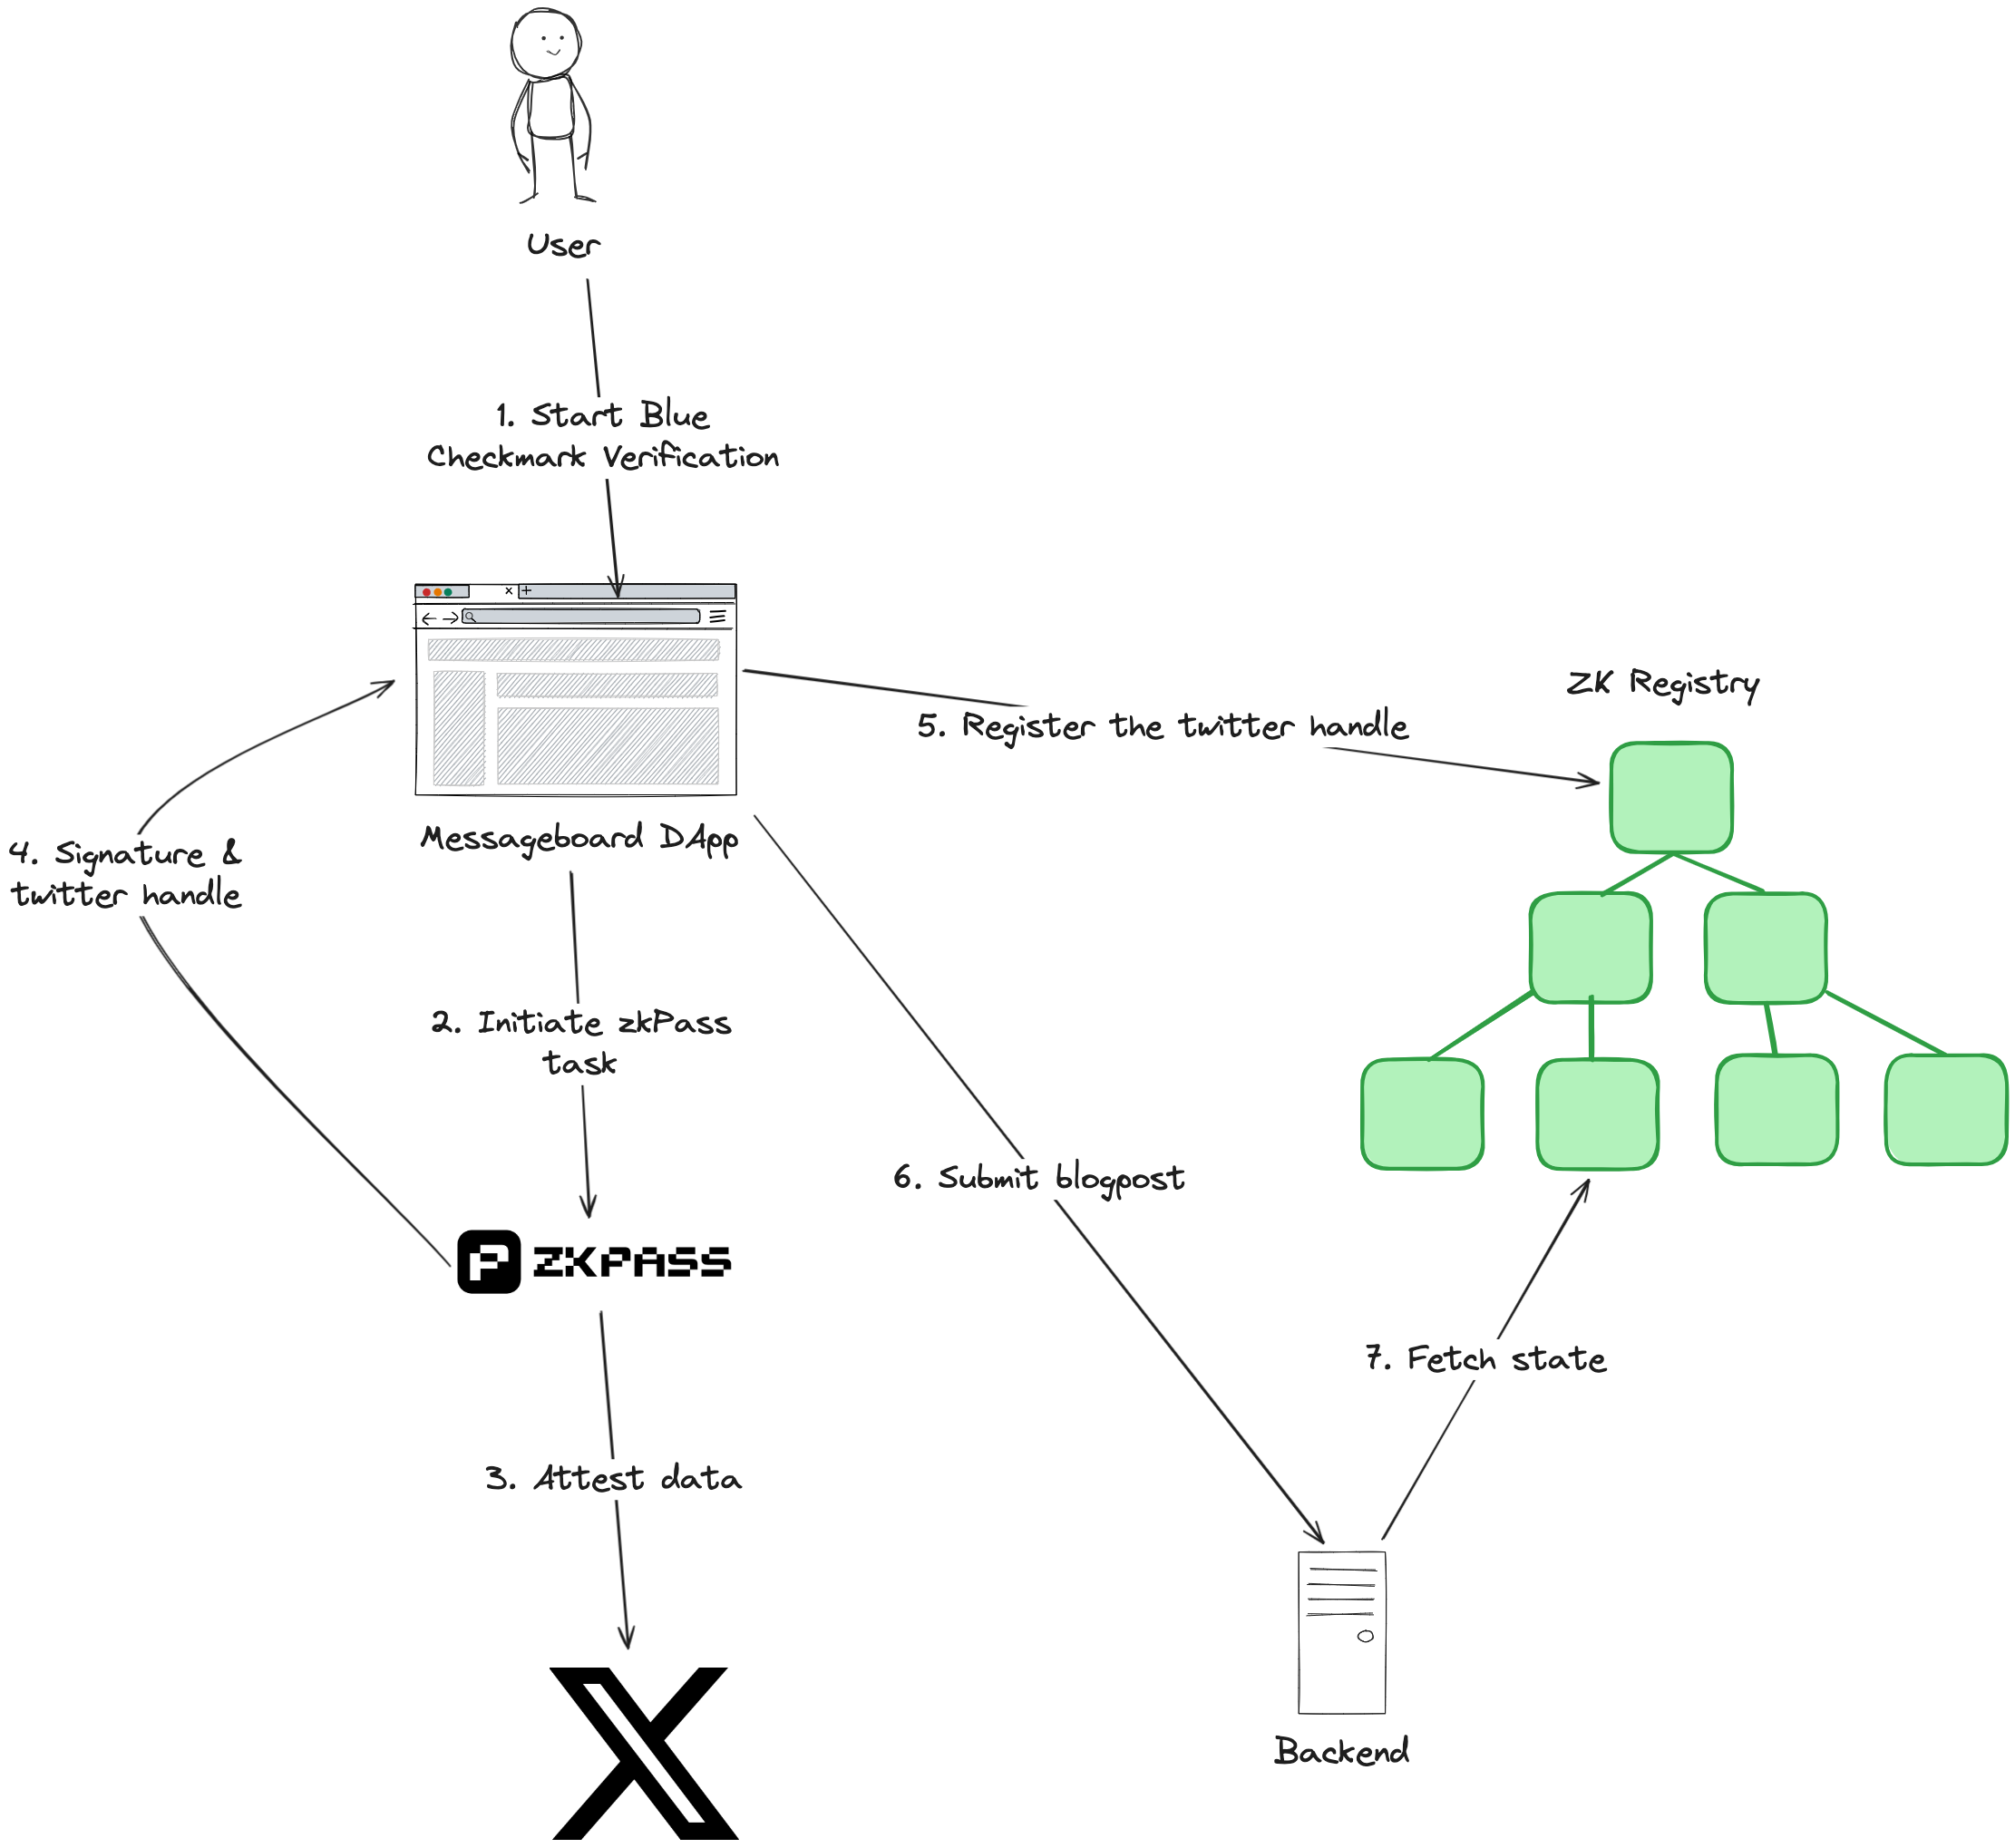 User
1. Start Blue
Checkmark Verification
ZK Registry
5. Register the twitter handle
Messageboard DApp
4. Signature &
twitter handle
2. Initiate zkPass
task
6. Submit blogpost
ZKPASS
7. Fetch state
3. Attest data
Backend